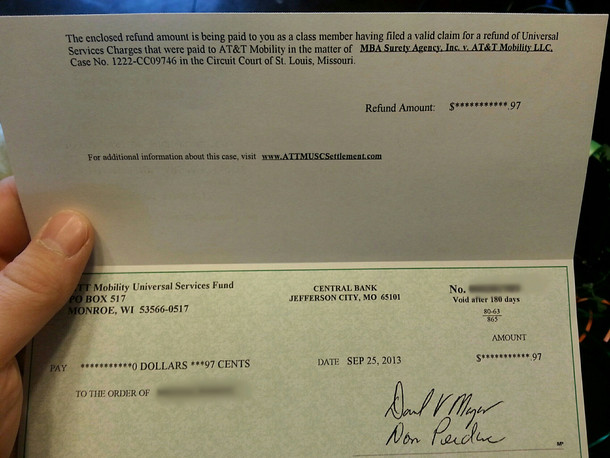 The enclosed refund amount is being paid to you as a class member having filed a valid claim for a refund of Universal
Services Charges that were paid to AT&T Mobility in the matter of MBA Surety Agency, Inc. v. AT&T Mobility LLC,
Case No. 1222-CC09746 in the Circuit Court of St. Louis, Missouri.
Refund Amount: $***********.97
For additional information about this case, visit www.ATTMUSCSettlement.com
TT Mobility Universal Services Fund
PO BOX 517
MONROE, WI 53566-0517
CENTRAL BANK
JEFFERSON CITY, MO 65101
No.
Void after 180 days
80-63
865
AMOUNT
PAY ***********0 DOLLARS ***97 CENTS
DATE SEP 25, 2013
$***********.97
TO THE ORDER OF
MP